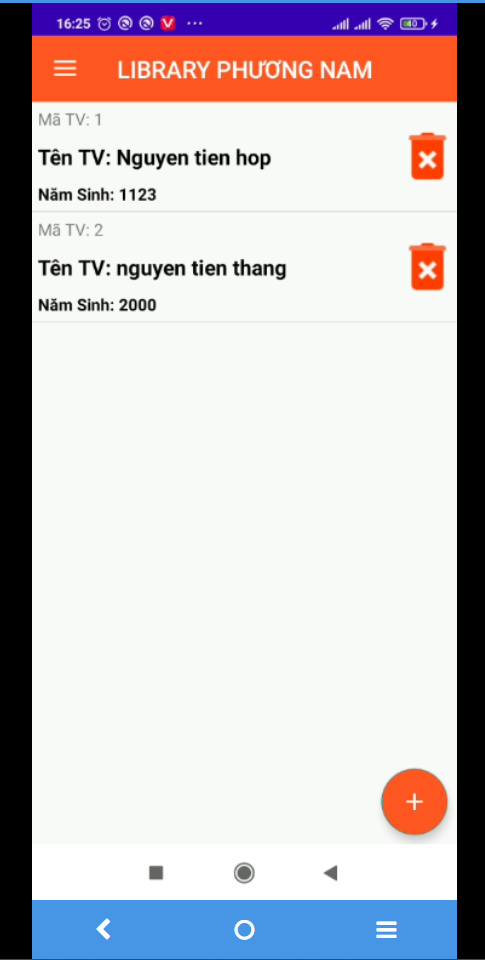 16:25
40
LIBRARY PHƯƠNG NAM
Mã TV: 1
Tên TV: Nguyen tien hop
Năm Sinh: 1123
Mã TV: 2
Tên TV: nguyen tien thang
Năm Sinh: 2000